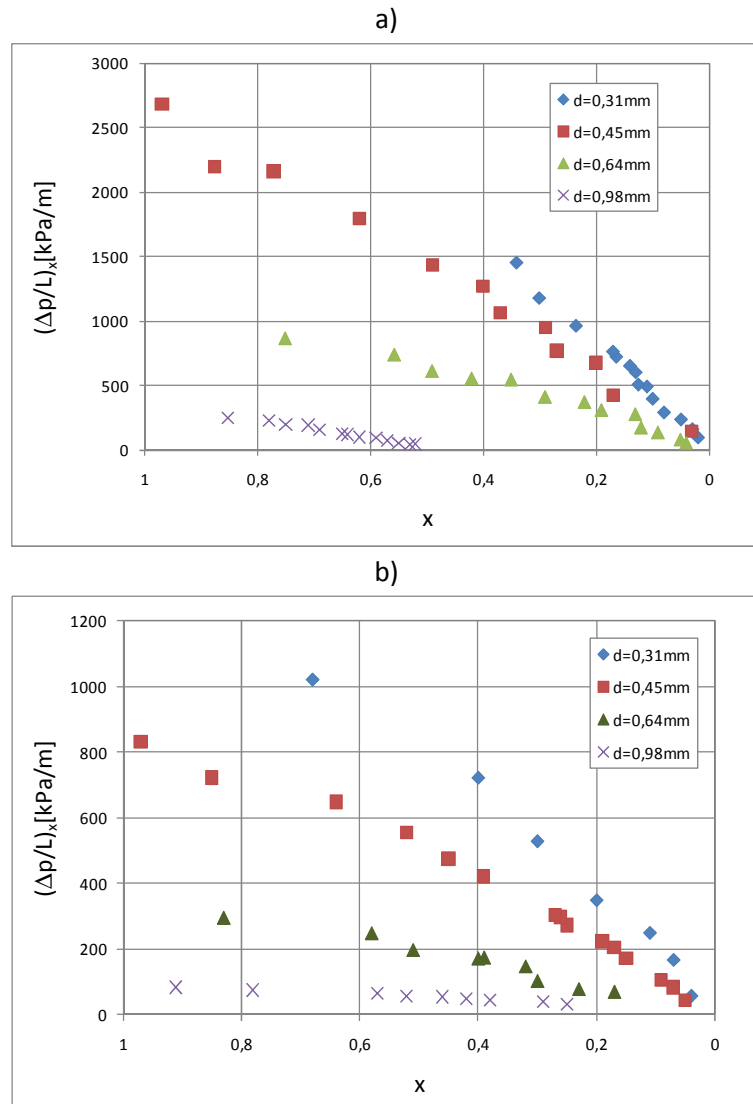 a)
3000
2500
2000
1500
1000
500
0
(Δp/L)x[kPa/m]
d=0,31mm
d=0,45mm
d=0,64mm
d=0,98mm
1 0,8 0,6 0,4 0,2 0
x
b)
1200
1000
800
600
400
200
0
(Δp/L)x[kPa/m]
d=0,31mm
d=0,45mm
d=0,64mm
d=0,98mm
1 0,8 0,6 0,4 0,2 0
x